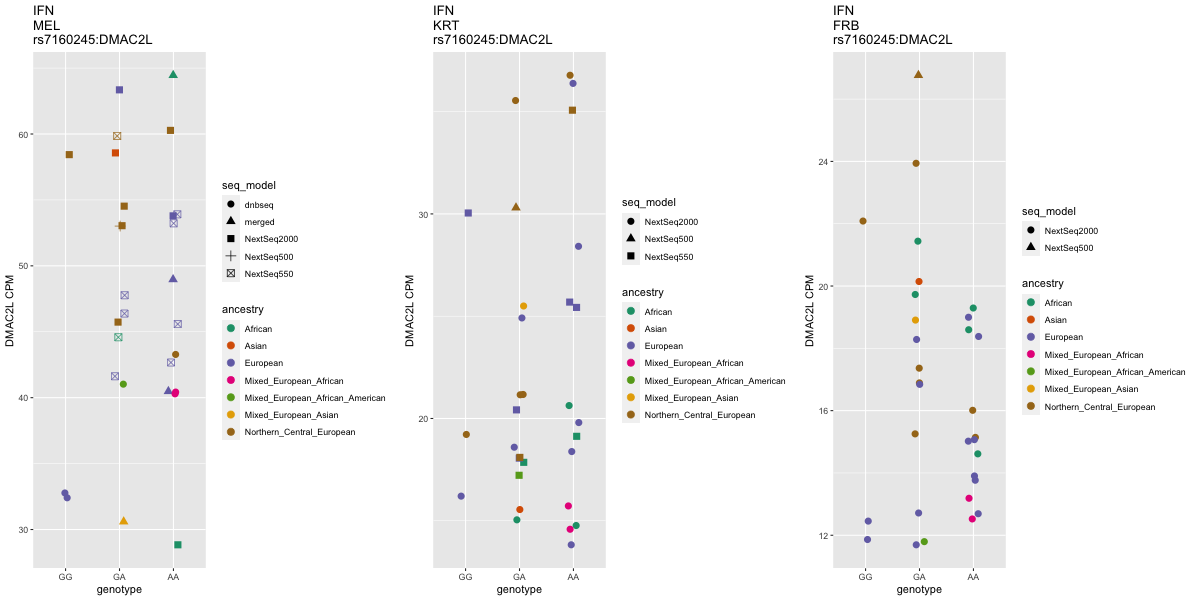 IFN
MEL
rs7160245:DMAC2L
DMAC2L CPM
60
50
40
30
GG
GA
AA
genotype
seq_model
dnbseq
merged
NextSeq2000
NextSeq500
NextSeq550
ancestry
African
Asian
European
Mixed_European_African
Mixed_European_African_American
Mixed_European_Asian
Northern_Central_European
IFN
KRT
rs7160245:DMAC2L
DMAC2L CPM
30
20
GG
GA
AA
genotype
seq_model
NextSeq2000
NextSeq500
NextSeq550
ancestry
African
Asian
European
Mixed_European_African
Mixed_European_African_American
Mixed_European_Asian
Northern_Central_European
IFN
FRB
rs7160245:DMAC2L
DMAC2L CPM
24
20
16
12
GG
GA
AA
genotype
seq_model
NextSeq2000
NextSeq500
ancestry
African
Asian
European
Mixed_European_African
Mixed_European_African_American
Mixed_European_Asian
Northern_Central_European